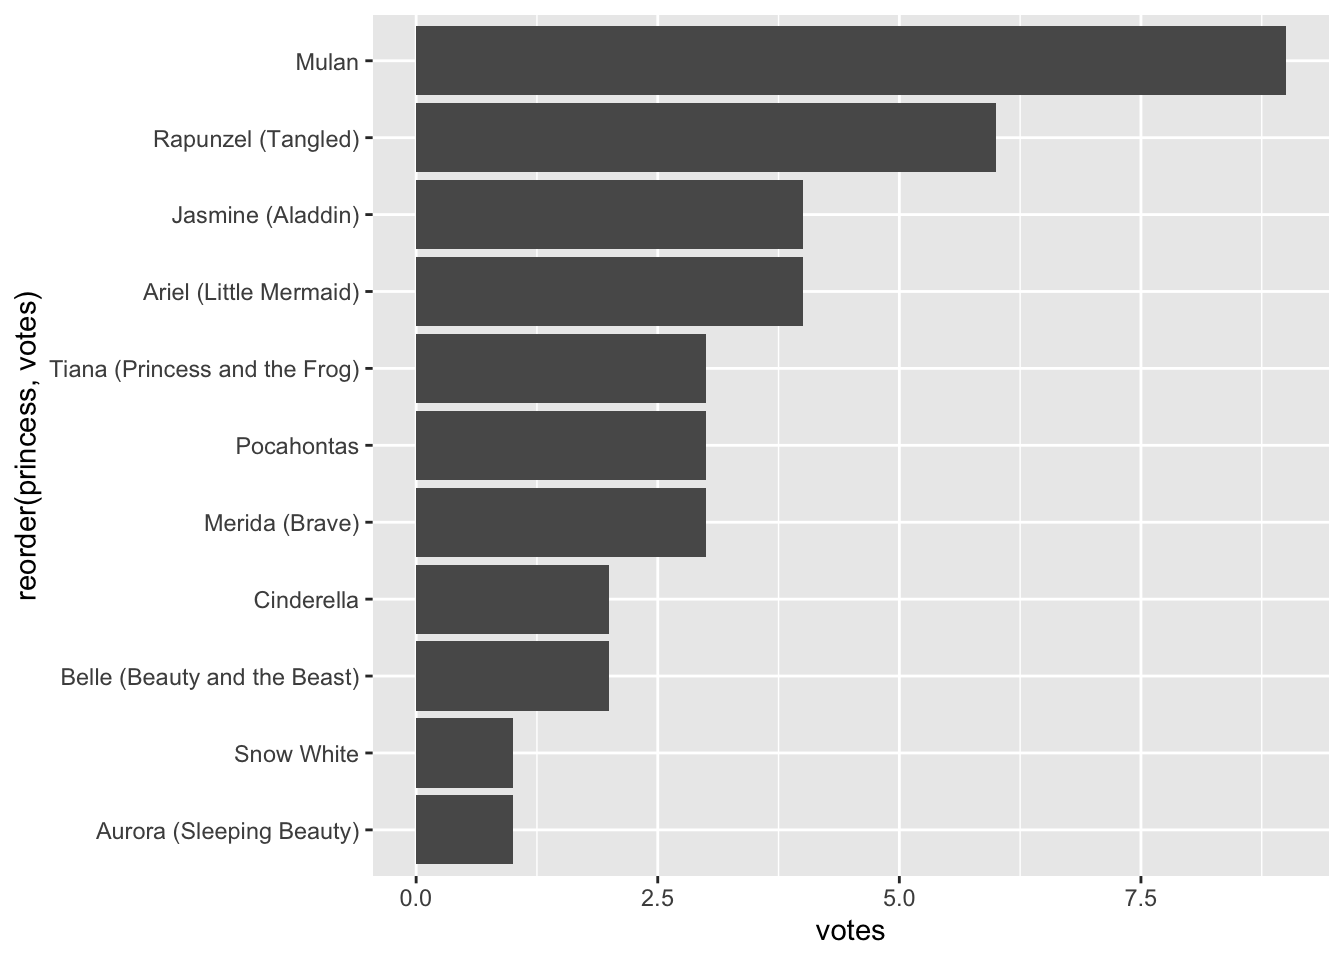 Mulan
Rapunzel (Tangled)
Jasmine (Aladdin)
Ariel (Little Mermaid)
Tiana (Princess and the Frog)
Pocahontas
Merida (Brave)
Cinderella
Belle (Beauty and the Beast)
Snow White
Aurora (Sleeping Beauty)
reorder(princess, votes)
0.0 2.5 5.0 7.5
votes